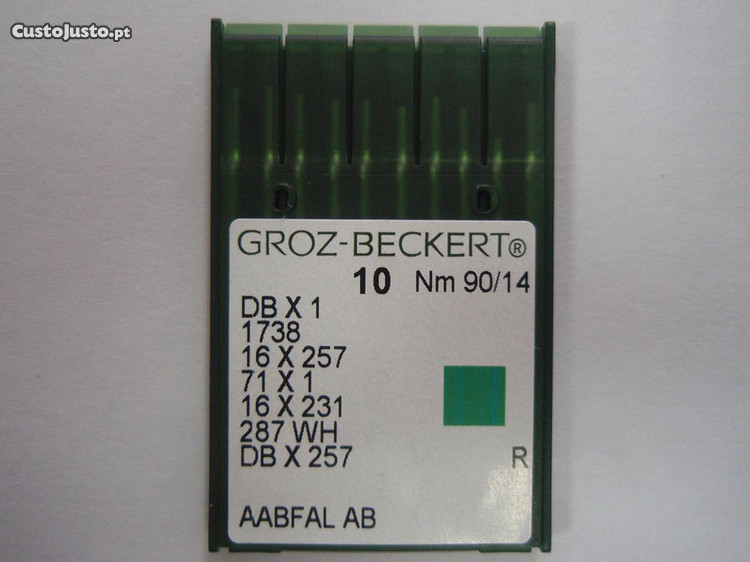 CustoJusto.pt
GROZ-BECKERT®
10 Nm 90/14
DB X 1
1738
16 X 257
71 X 1
16 X 231
287 WH
DB X 257
R
AABFAL AB